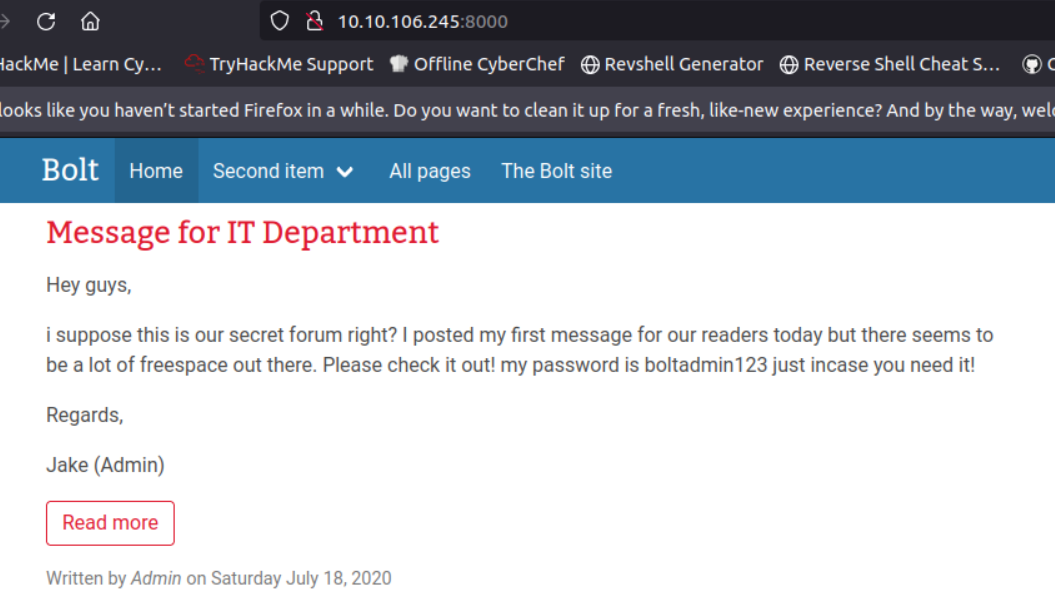 10.10.106.245:8000
HackMe | Learn Cy... TryHackMe Support Offline CyberChef Revshell Generator Reverse Shell Cheat S...
looks like you haven’t started Firefox in a while. Do you want to clean it up for a fresh, like-new experience? And by the way, welc
Bolt Home Second item All pages The Bolt site
Message for IT Department
Hey guys,
i suppose this is our secret forum right? I posted my first message for our readers today but there seems to
be a lot of freespace out there. Please check it out! my password is boltadmin123 just incase you need it!
Regards,
Jake (Admin)
Read more
Written by Admin on Saturday July 18, 2020